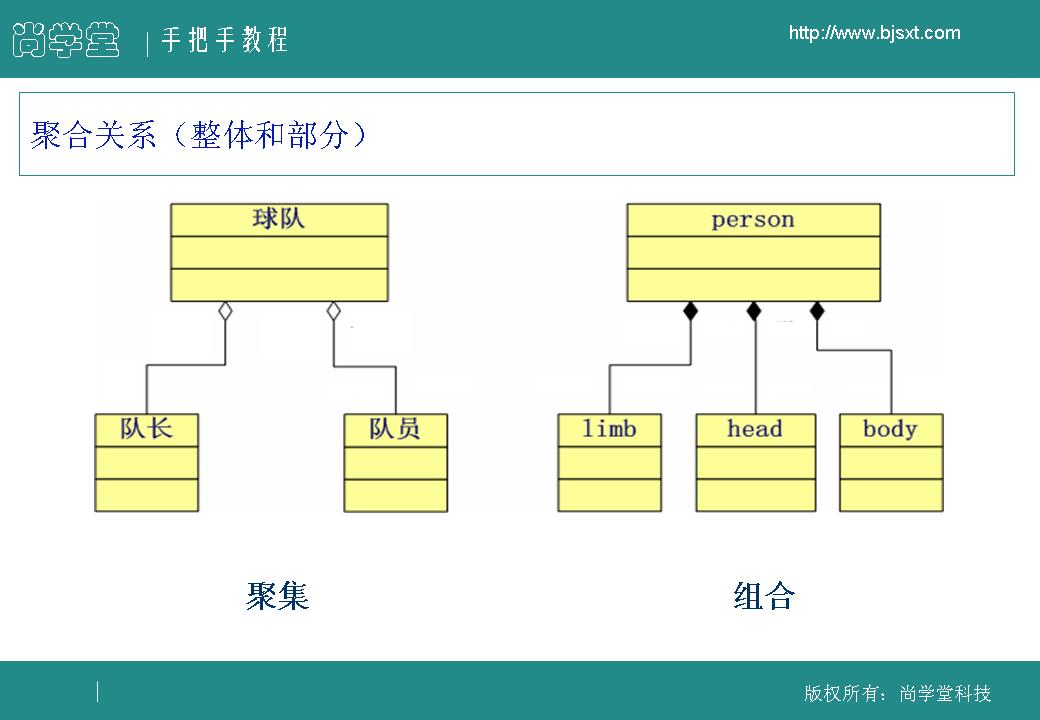 尚学堂 手把手教程
http://www.bjsxt.com
聚合关系（整体和部分）
球队
person
队长
队员
limb
head
body
聚集
组合
版权所有：尚学堂科技